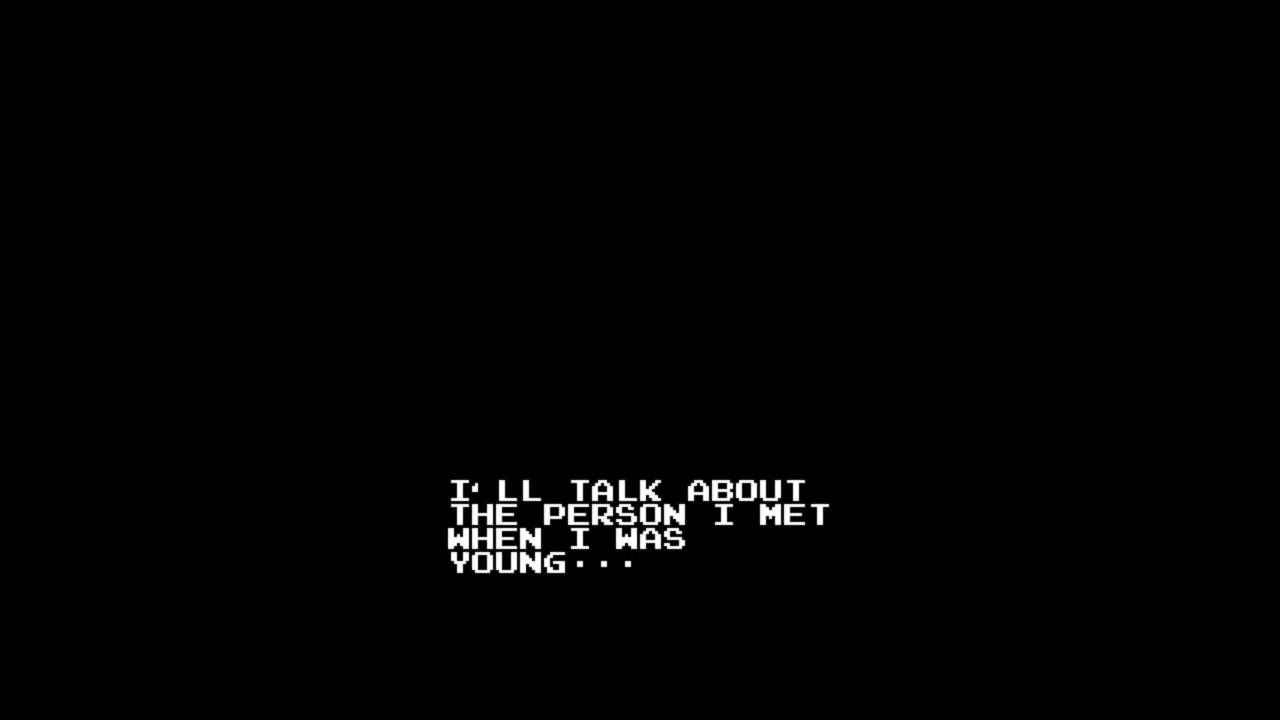 I'LL TALK ABOUT
THE PERSON I MET
WHEN I WAS
YOUNG···